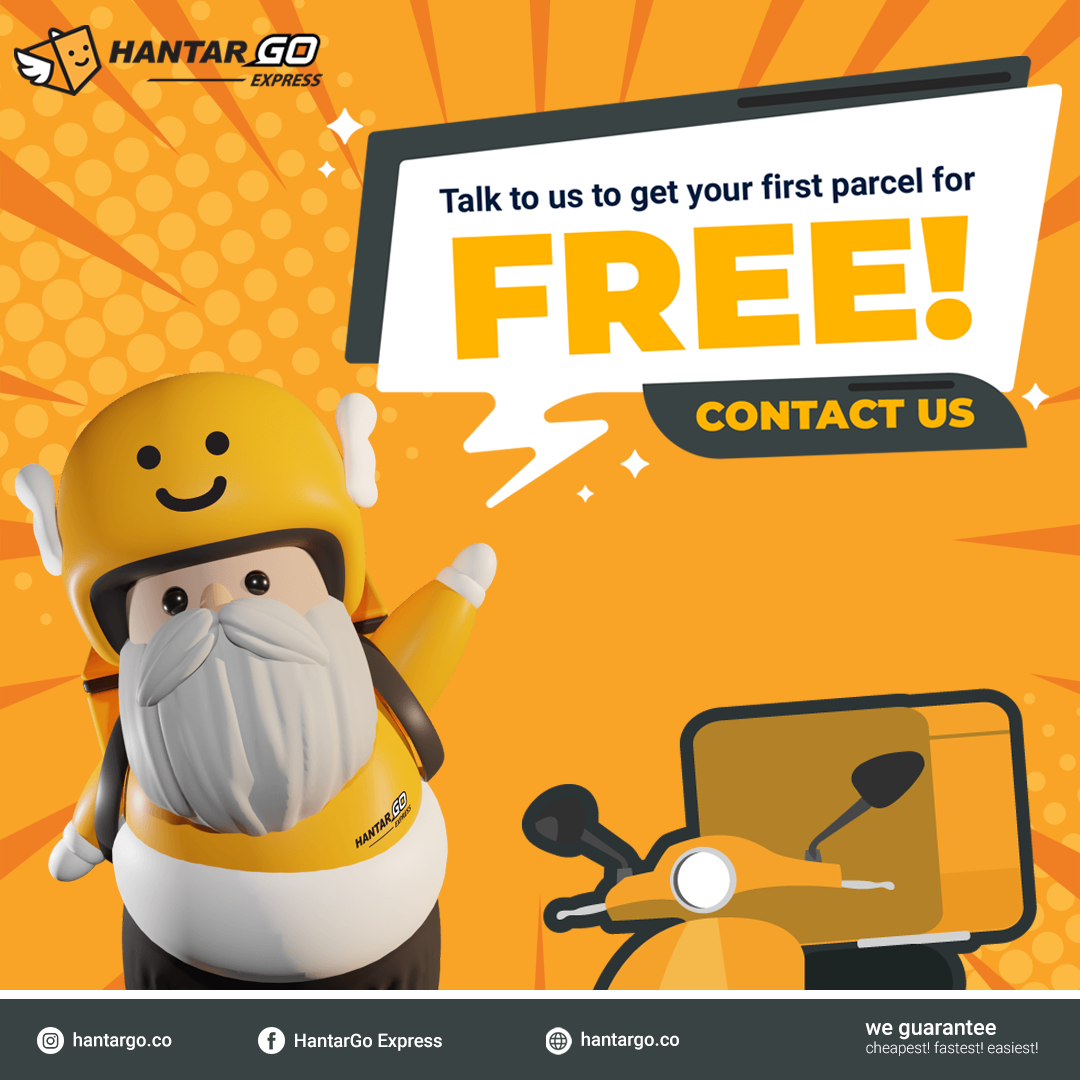 HANTAR GO
EXPRESS
Talk to us to get your first parcel for
FREE!
CONTACT US
HANTAR GO
EXPRESS
hantargo.co
HantarGo Express
hantargo.co
we guarantee
cheapest! fastest! easiest!